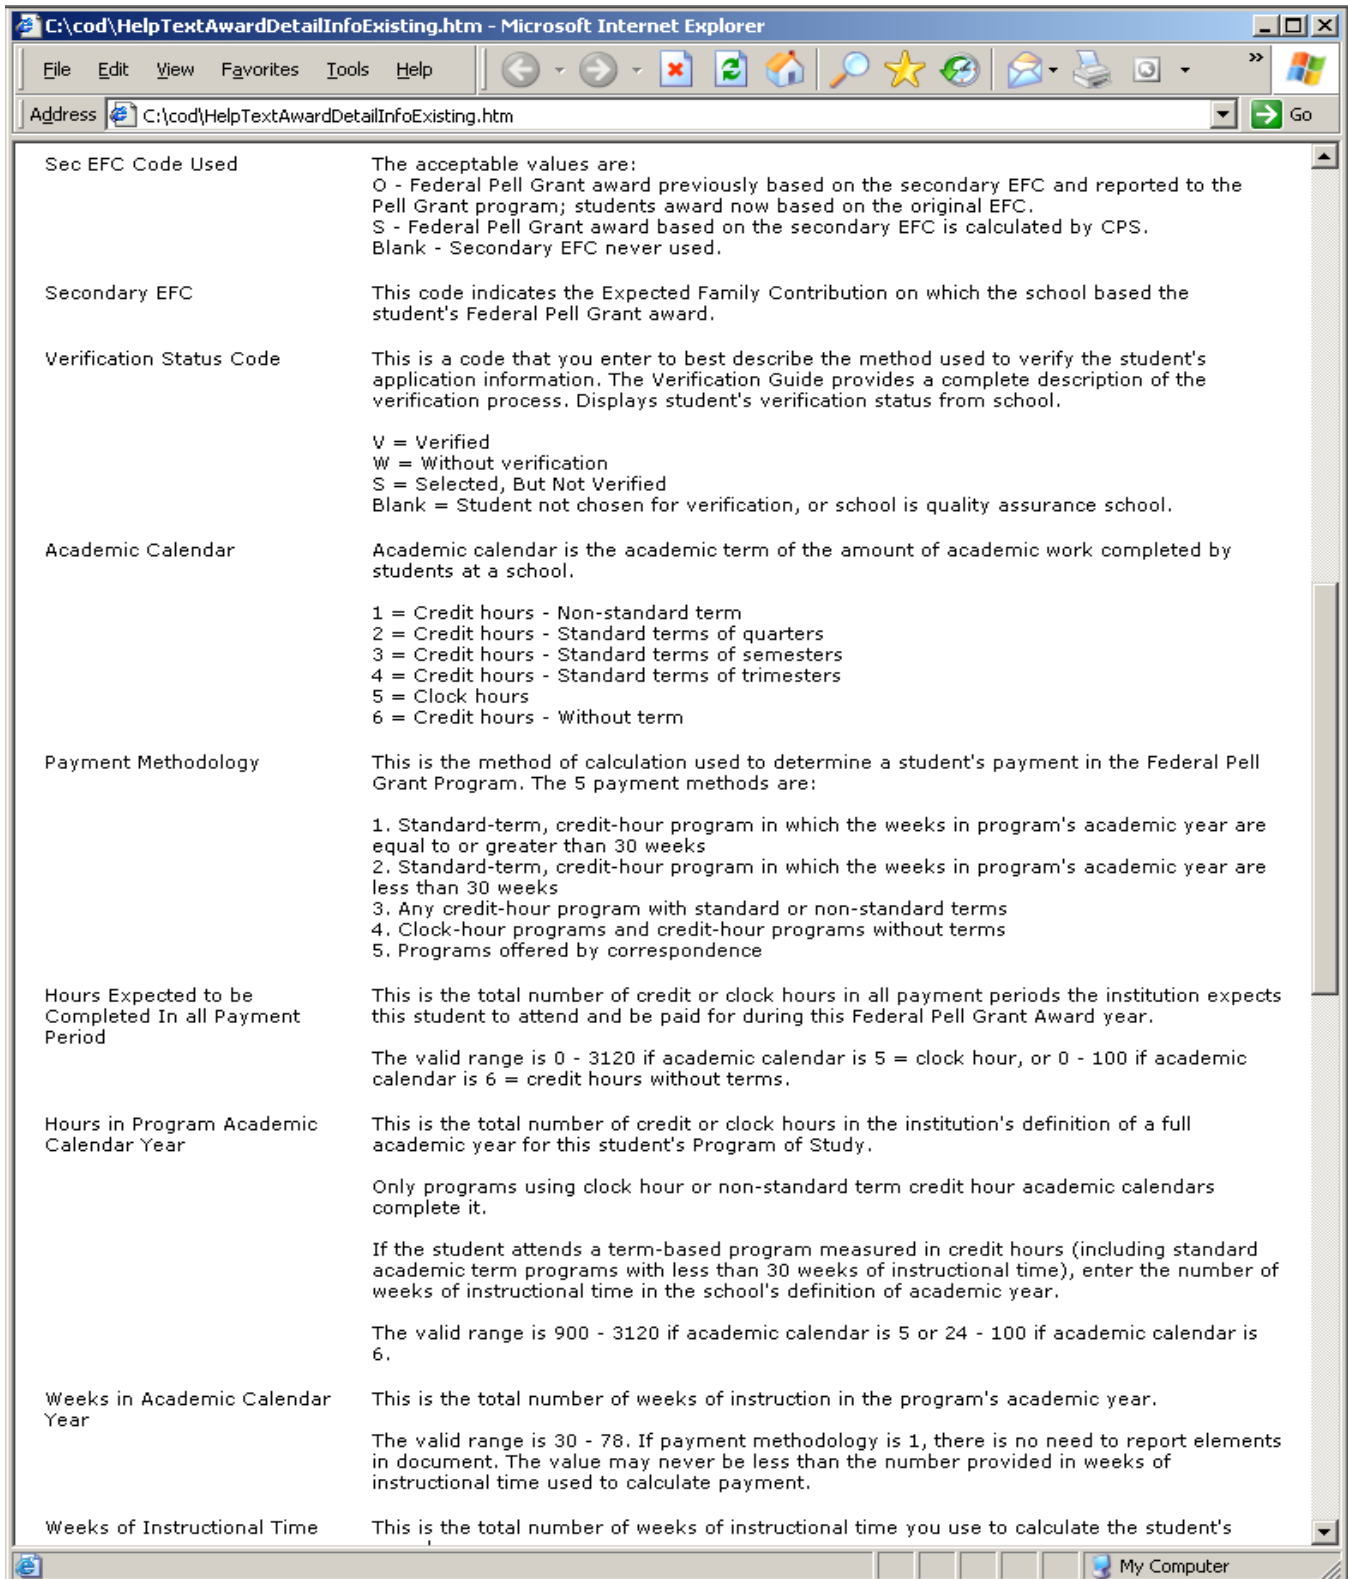 C:\cod\HelpTextAwardDetailInfoExisting.htm - Microsoft Internet Explorer
File Edit View Favorites Tools Help »
Address C:\cod\HelpTextAwardDetailInfoExisting.htm Go
Sec EFC Code Used
The acceptable values are:
O - Federal Pell Grant award previously based on the secondary EFC and reported to the
Pell Grant program; students award now based on the original EFC.
S - Federal Pell Grant award based on the secondary EFC is calculated by CPS.
Blank - Secondary EFC never used.
Secondary EFC
This code indicates the Expected Family Contribution on which the school based the
student's Federal Pell Grant award.
Verification Status Code
This is a code that you enter to best describe the method used to verify the student's
application information. The Verification Guide provides a complete description of the
verification process. Displays student's verification status from school.
V = Verified
W = Without verification
S = Selected, But Not Verified
Blank = Student not chosen for verification, or school is quality assurance school.
Academic Calendar
Academic calendar is the academic term of the amount of academic work completed by
students at a school.
1 = Credit hours - Non-standard term
2 = Credit hours - Standard terms of quarters
3 = Credit hours - Standard terms of semesters
4 = Credit hours - Standard terms of trimesters
5 = Clock hours
6 = Credit hours - Without term
Payment Methodology
This is the method of calculation used to determine a student's payment in the Federal Pell
Grant Program. The 5 payment methods are:
1. Standard-term, credit-hour program in which the weeks in program's academic year are
equal to or greater than 30 weeks
2. Standard-term, credit-hour program in which the weeks in program's academic year are
less than 30 weeks
3. Any credit-hour program with standard or non-standard terms
4. Clock-hour programs and credit-hour programs without terms
5. Programs offered by correspondence
Hours Expected to be
Completed In all Payment
Period
This is the total number of credit or clock hours in all payment periods the institution expects
this student to attend and be paid for during this Federal Pell Grant Award year.
The valid range is 0 - 3120 if academic calendar is 5 = clock hour, or 0 - 100 if academic
calendar is 6 = credit hours without terms.
Hours in Program Academic
Calendar Year
This is the total number of credit or clock hours in the institution's definition of a full
academic year for this student's Program of Study.
Only programs using clock hour or non-standard term credit hour academic calendars
complete it.
If the student attends a term-based program measured in credit hours (including standard
academic term programs with less than 30 weeks of instructional time), enter the number of
weeks of instructional time in the school's definition of academic year.
The valid range is 900 - 3120 if academic calendar is 5 or 24 - 100 if academic calendar is
6.
Weeks in Academic Calendar
Year
This is the total number of weeks of instruction in the program's academic year.
The valid range is 30 - 78. If payment methodology is 1, there is no need to report elements
in document. The value may never be less than the number provided in weeks of
instructional time used to calculate payment.
Weeks of Instructional Time
This is the total number of weeks of instructional time you use to calculate the student's
My Computer